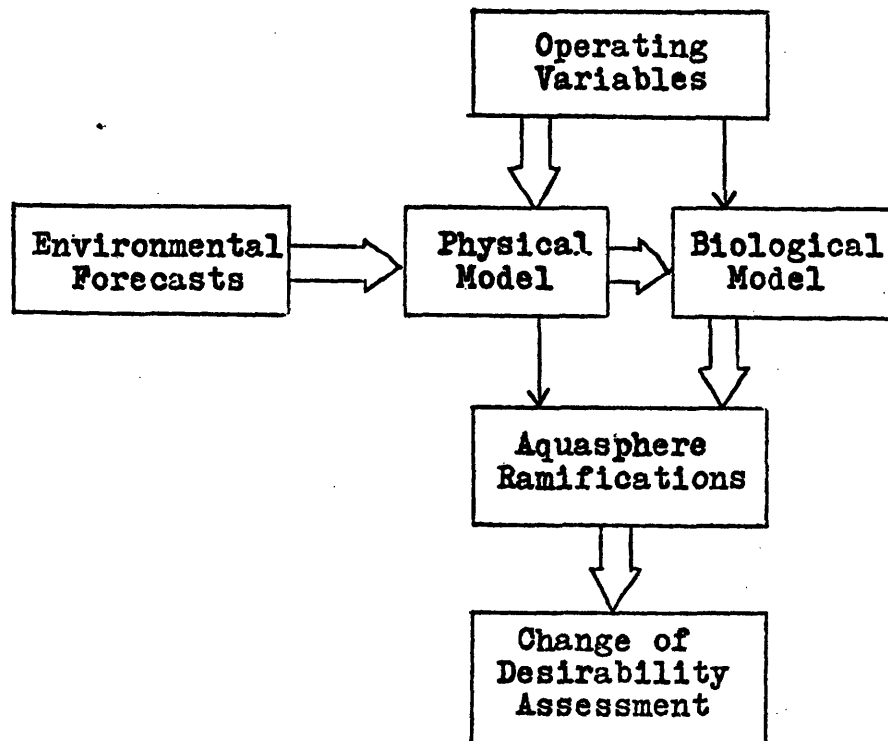 Operating
Variables
Environmental
Forecasts
Physical
Model
Biological
Model
Aquasphere
Ramifications
Change of
Desirability
Assessment